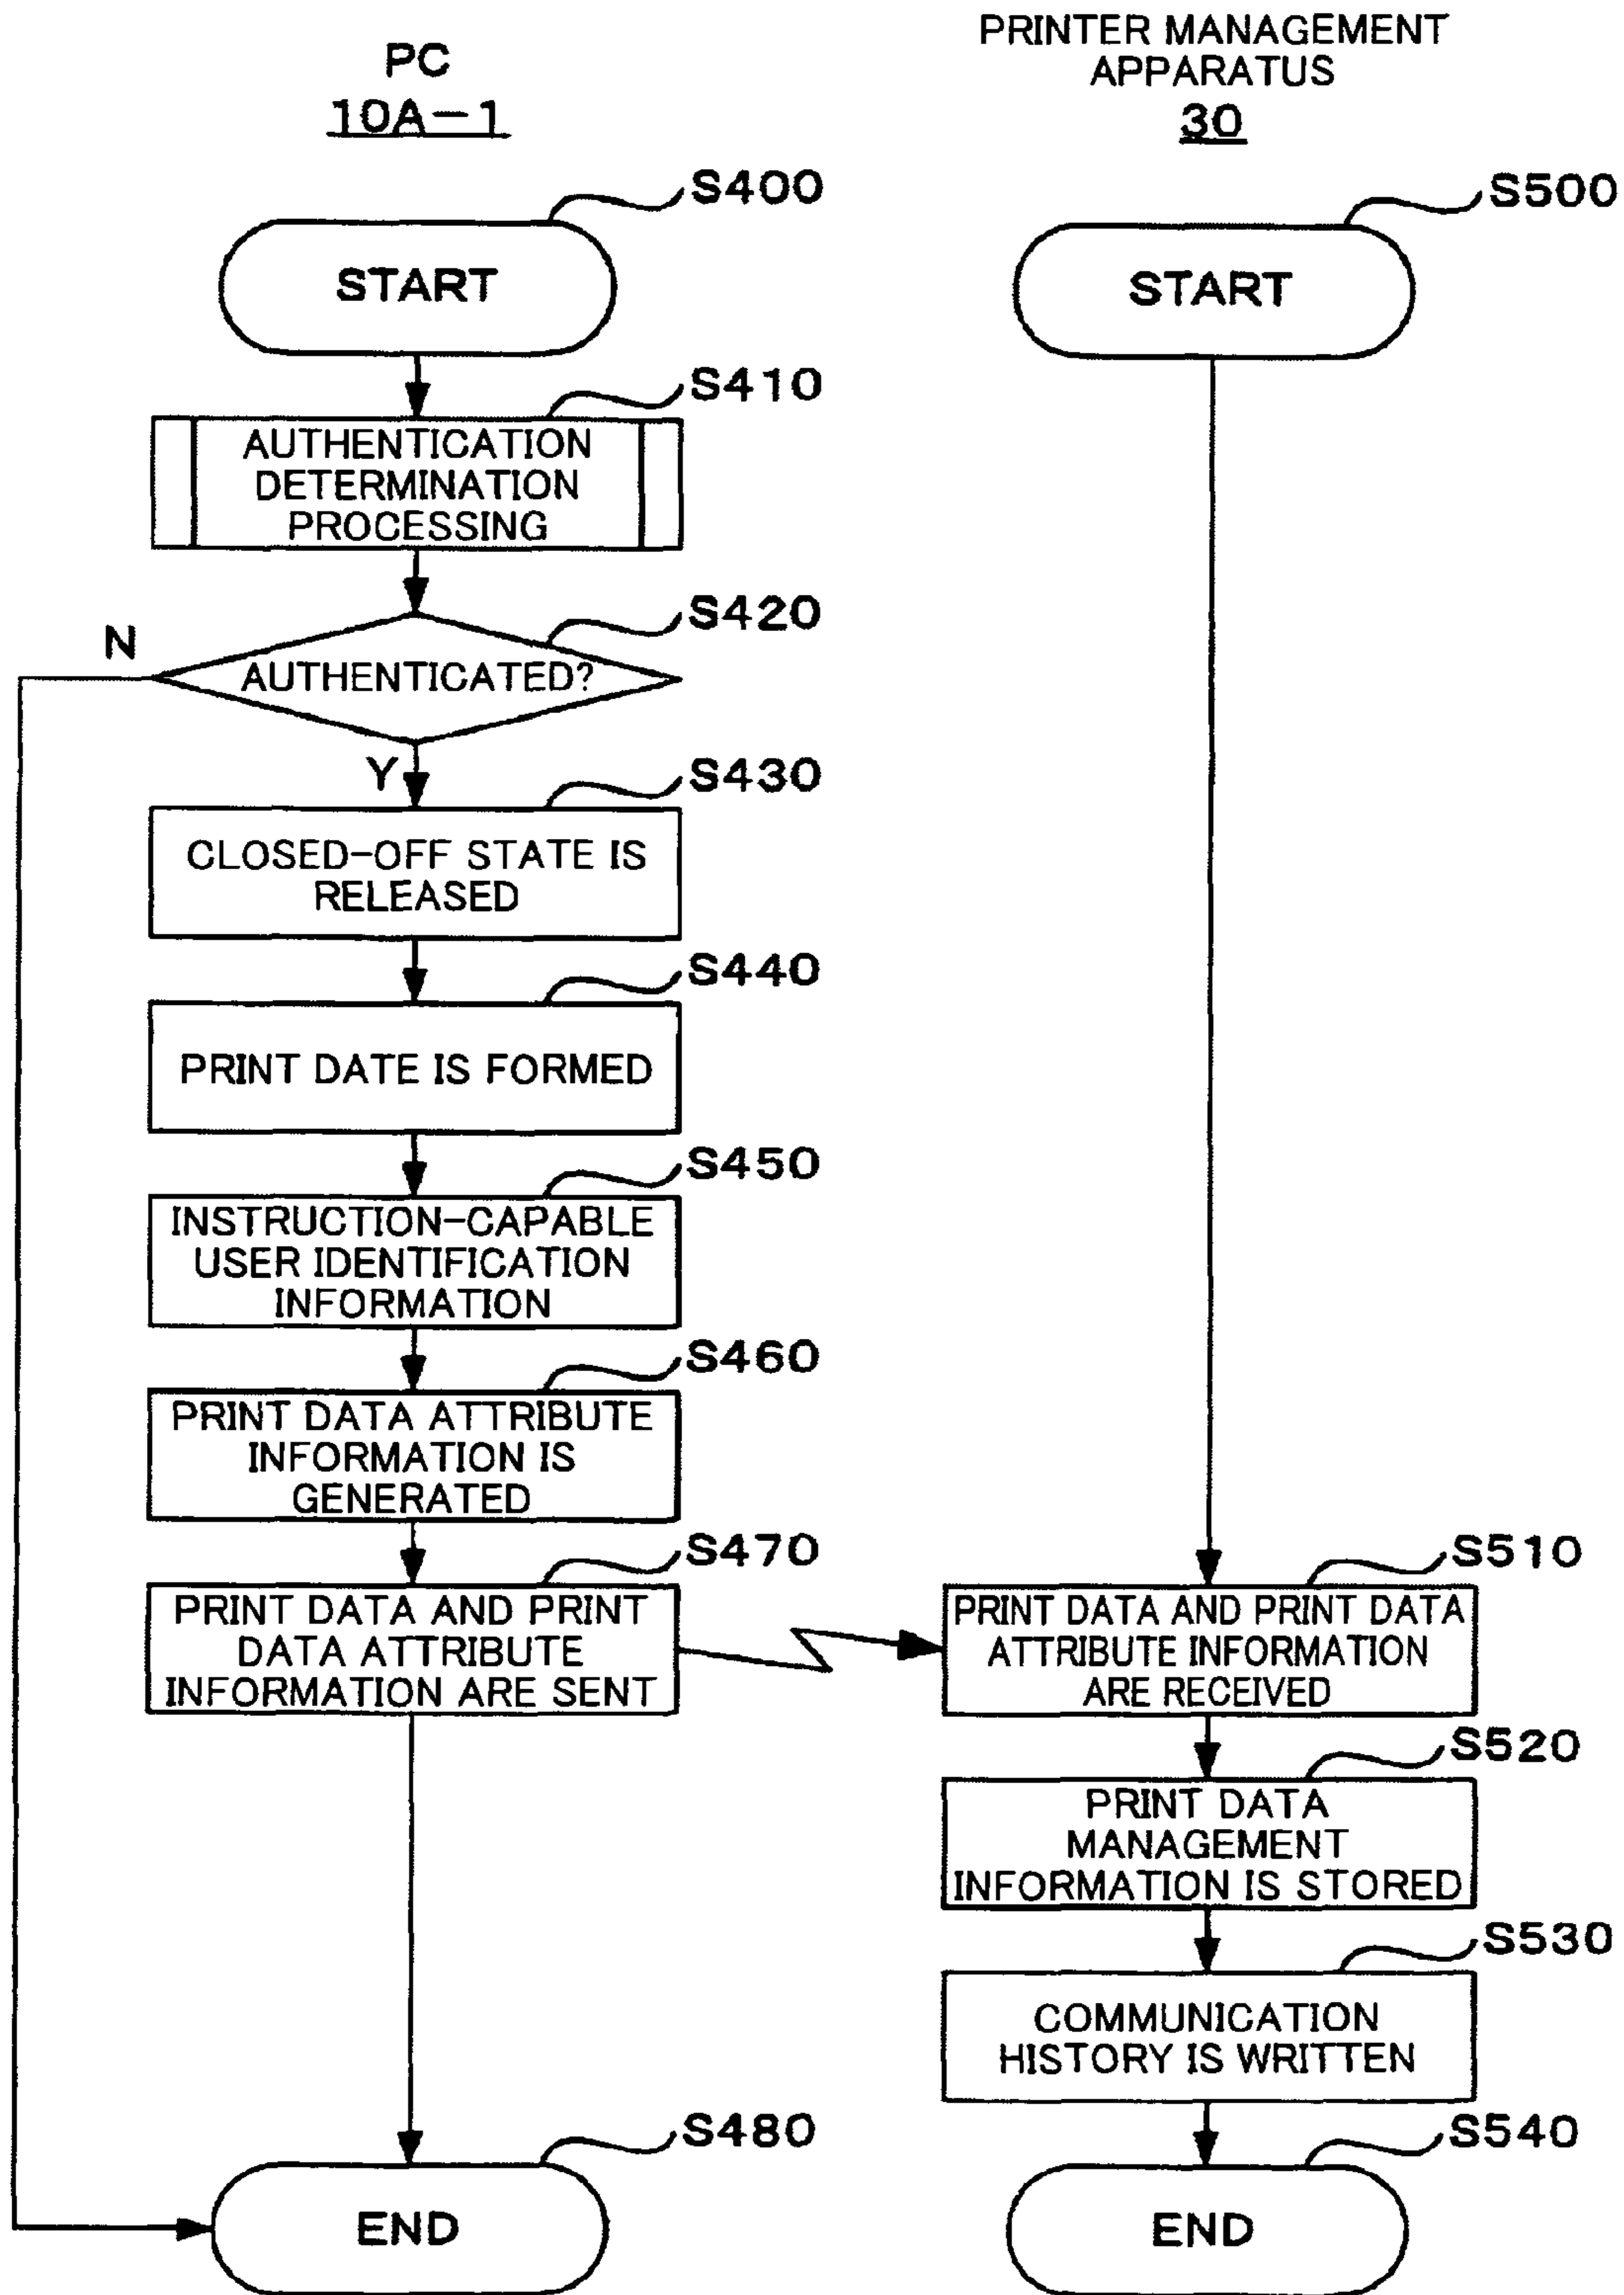 PC
10A-1
S400
START
S410
AUTHENTICATION
DETERMINATION
PROCESSING
S420
N
AUTHENTICATED?
Y
S430
CLOSED-OFF STATE IS
RELEASED
S440
PRINT DATE IS FORMED
S450
INSTRUCTION-CAPABLE
USER IDENTIFICATION
INFORMATION
S460
PRINT DATA ATTRIBUTE
INFORMATION IS
GENERATED
S470
PRINT DATA AND PRINT
DATA ATTRIBUTE
INFORMATION ARE SENT
S480
END
PRINTER MANAGEMENT
APPARATUS
30
S500
START
S510
PRINT DATA AND PRINT DATA
ATTRIBUTE INFORMATION
ARE RECEIVED
S520
PRINT DATA
MANAGEMENT
INFORMATION IS STORED
S530
COMMUNICATION
HISTORY IS WRITTEN
S540
END